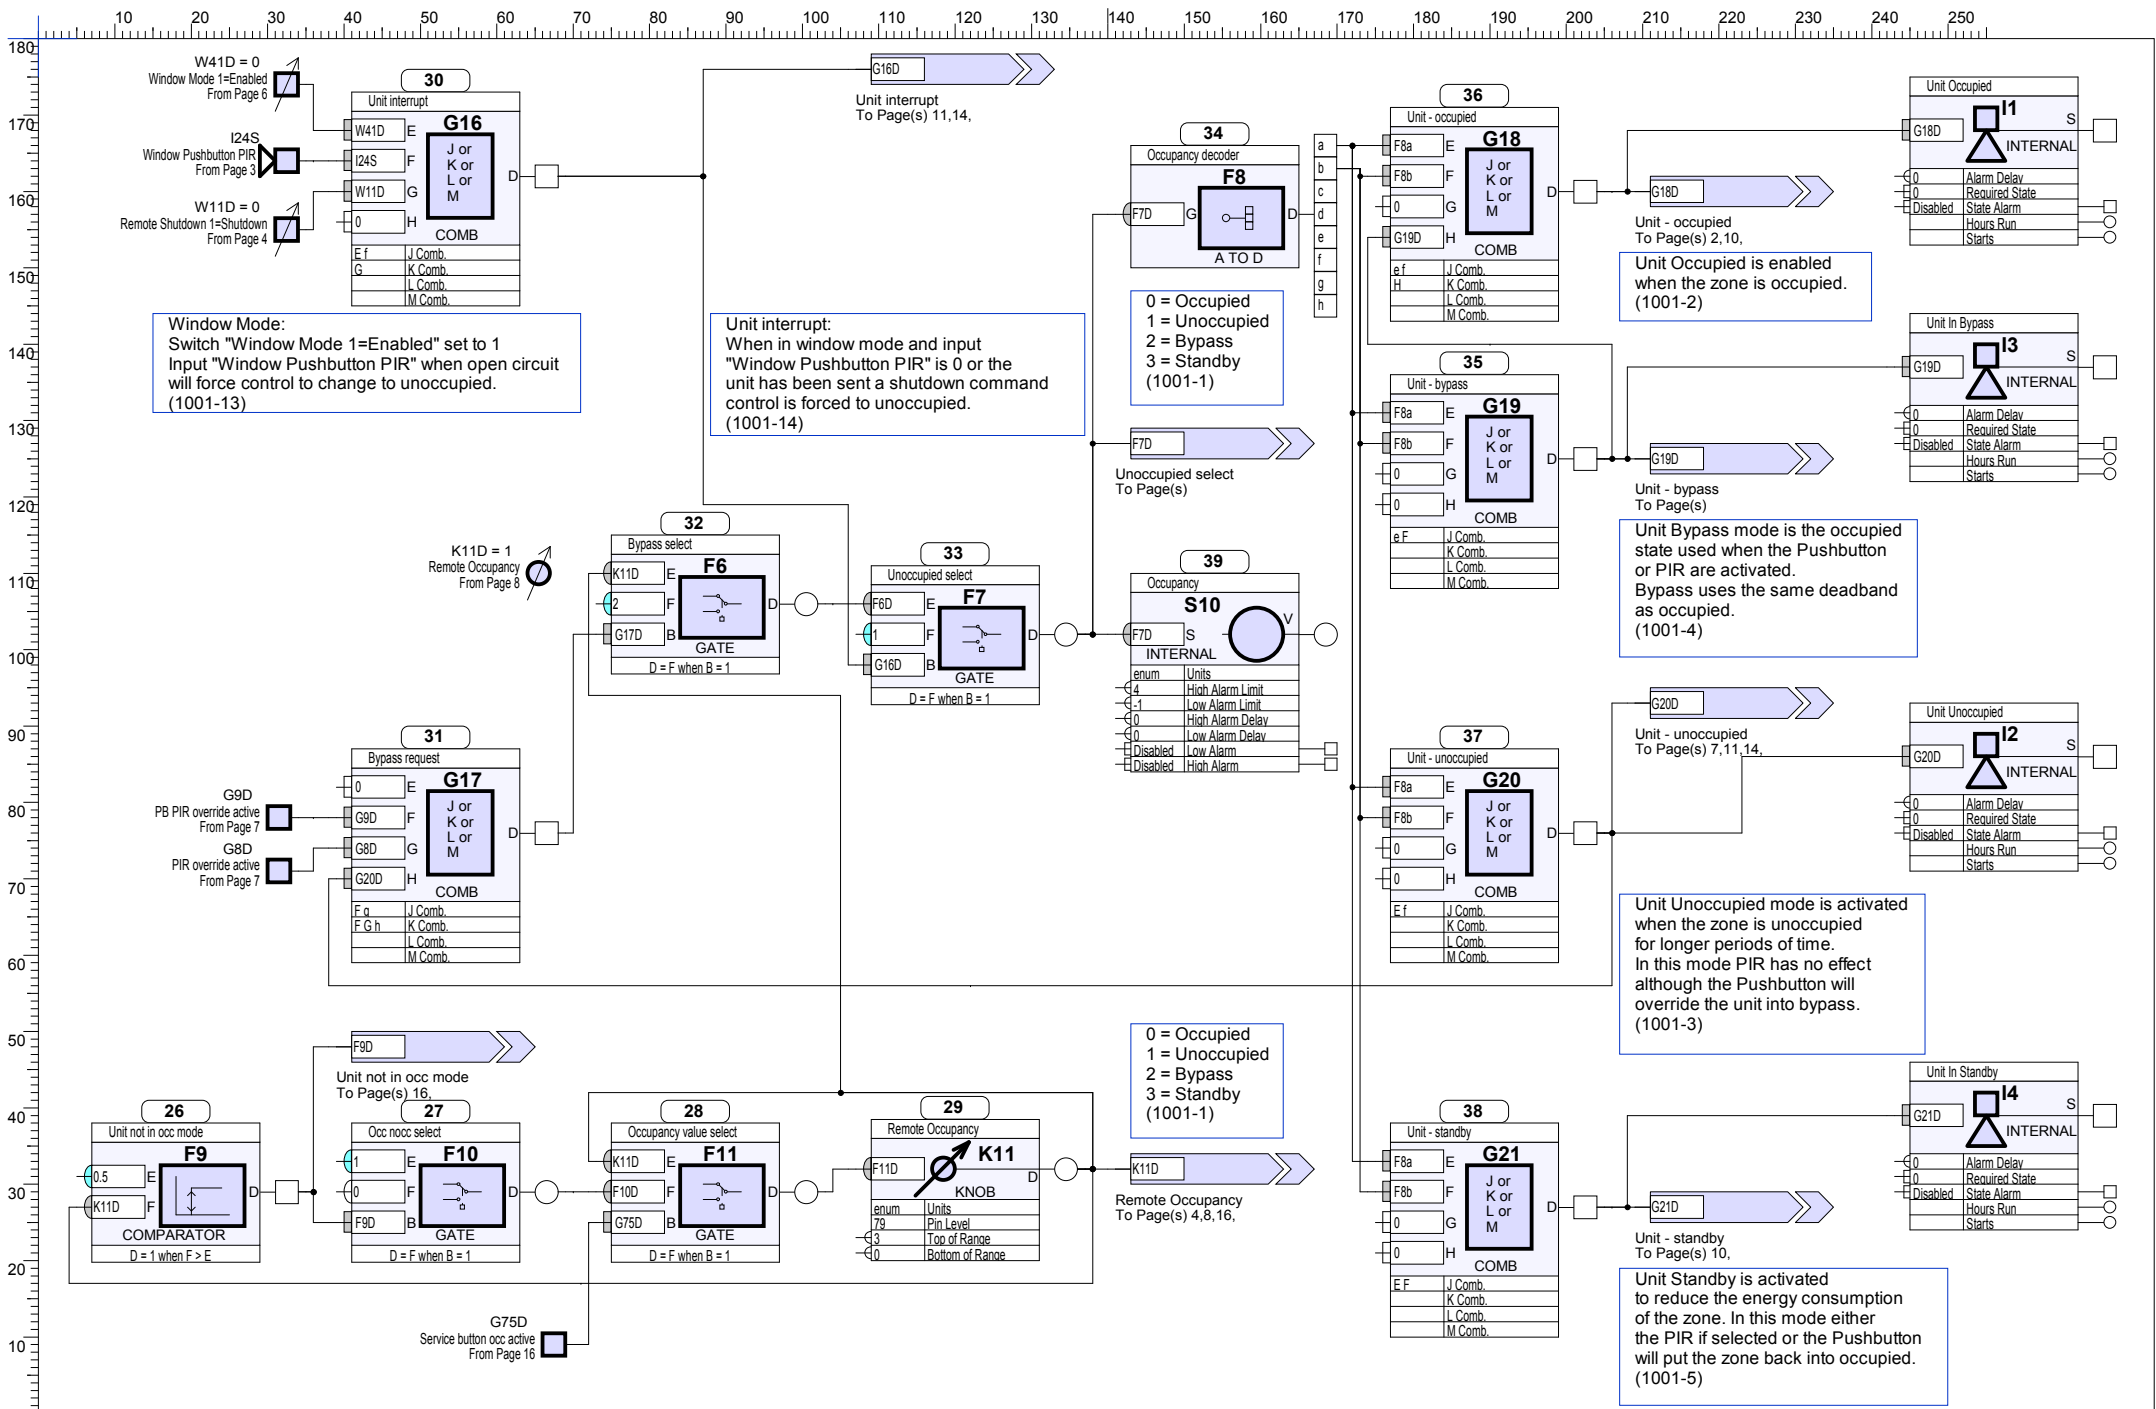 10 20 30 40 50 60 70 80 90 100 110 120 130 140 150 160 170 180 190 200 210 220 230 240 250
180
170
160
150
140
130
120
110
100
90
80
70
60
50
40
30
20
10
W41D = 0
Window Mode 1=Enabled
From Page 6
I24S
Window Pushbutton PIR
From Page 3
W11D = 0
Remote Shutdown 1=Shutdown
From Page 4
30
Unit interrupt
G16
W41D E
I24S F
W11D G
0 H
J or
K or
L or
M
D
COMB
E f J Comb.
G K Comb.
L Comb.
M Comb.
G16D
Unit interrupt
To Page(s) 11,14,
Window Mode:
Switch "Window Mode 1=Enabled" set to 1
Input "Window Pushbutton PIR" when open circuit
will force control to change to unoccupied.
(1001-13)
Unit interrupt:
When in window mode and input
"Window Pushbutton PIR" is 0 or the
unit has been sent a shutdown command
control is forced to unoccupied.
(1001-14)
34
Occupancy decoder
F8
F7D G
D
A TO D
a
b
c
d
e
f
g
h
0 = Occupied
1 = Unoccupied
2 = Bypass
3 = Standby
(1001-1)
F7D
Unoccupied select
To Page(s)
36
Unit - occupied
G18
F8a E
F8b F
0 G
G19D H
J or
K or
L or
M
D
COMB
e f J Comb.
H K Comb.
L Comb.
M Comb.
G18D
Unit - occupied
To Page(s) 2,10,
Unit Occupied is enabled
when the zone is occupied.
(1001-2)
Unit Occupied
I1
G18D
S
INTERNAL
0 Alarm Delay
0 Required State
Disabled State Alarm
Hours Run
Starts
35
Unit - bypass
G19
F8a E
F8b F
0 G
0 H
J or
K or
L or
M
D
COMB
e F J Comb.
K Comb.
L Comb.
M Comb.
G19D
Unit - bypass
To Page(s)
Unit Bypass mode is the occupied
state used when the Pushbutton
or PIR are activated.
Bypass uses the same deadband
as occupied.
(1001-4)
Unit In Bypass
I3
G19D
S
INTERNAL
0 Alarm Delay
0 Required State
Disabled State Alarm
Hours Run
Starts
K11D = 1
Remote Occupancy
From Page 8
32
Bypass select
F6
K11D E
2 F
G17D B
D
GATE
D = F when B = 1
33
Unoccupied select
F7
F6D E
1 F
G16D B
D
GATE
D = F when B = 1
39
Occupancy
S10
F7D S
V
INTERNAL
enum Units
4 High Alarm Limit
-1 Low Alarm Limit
0 High Alarm Delay
0 Low Alarm Delay
Disabled Low Alarm
Disabled High Alarm
G9D
PB PIR override active
From Page 7
G8D
PIR override active
From Page 7
31
Bypass request
G17
0 E
G9D F
G8D G
G20D H
J or
K or
L or
M
D
COMB
F g J Comb.
F G h K Comb.
L Comb.
M Comb.
37
Unit - unoccupied
G20
F8a E
F8b F
0 G
0 H
J or
K or
L or
M
D
COMB
E f J Comb.
K Comb.
L Comb.
M Comb.
G20D
Unit - unoccupied
To Page(s) 7,11,14,
Unit Unoccupied mode is activated
when the zone is unoccupied
for longer periods of time.
In this mode PIR has no effect
although the Pushbutton will
override the unit into bypass.
(1001-3)
Unit Unoccupied
I2
G20D
S
INTERNAL
0 Alarm Delay
0 Required State
Disabled State Alarm
Hours Run
Starts
F9D
Unit not in occ mode
To Page(s) 16,
26
Unit not in occ mode
F9
0.5 E
K11D F
D
COMPARATOR
D = 1 when F > E
27
Occ nocc select
F10
1 E
0 F
F9D B
D
GATE
D = F when B = 1
28
Occupancy value select
F11
K11D E
F10D F
G75D B
D
GATE
D = F when B = 1
29
Remote Occupancy
K11
F11D
D
KNOB
enum Units
79 Pin Level
3 Top of Range
0 Bottom of Range
0 = Occupied
1 = Unoccupied
2 = Bypass
3 = Standby
(1001-1)
K11D
Remote Occupancy
To Page(s) 4,8,16,
G75D
Service button occ active
From Page 16
38
Unit - standby
G21
F8a E
F8b F
0 G
0 H
J or
K or
L or
M
D
COMB
E F J Comb.
K Comb.
L Comb.
M Comb.
G21D
Unit - standby
To Page(s) 10,
Unit Standby is activated
to reduce the energy consumption
of the zone. In this mode either
the PIR if selected or the Pushbutton
will put the zone back into occupied.
(1001-5)
Unit In Standby
I4
G21D
S
INTERNAL
0 Alarm Delay
0 Required State
Disabled State Alarm
Hours Run
Starts